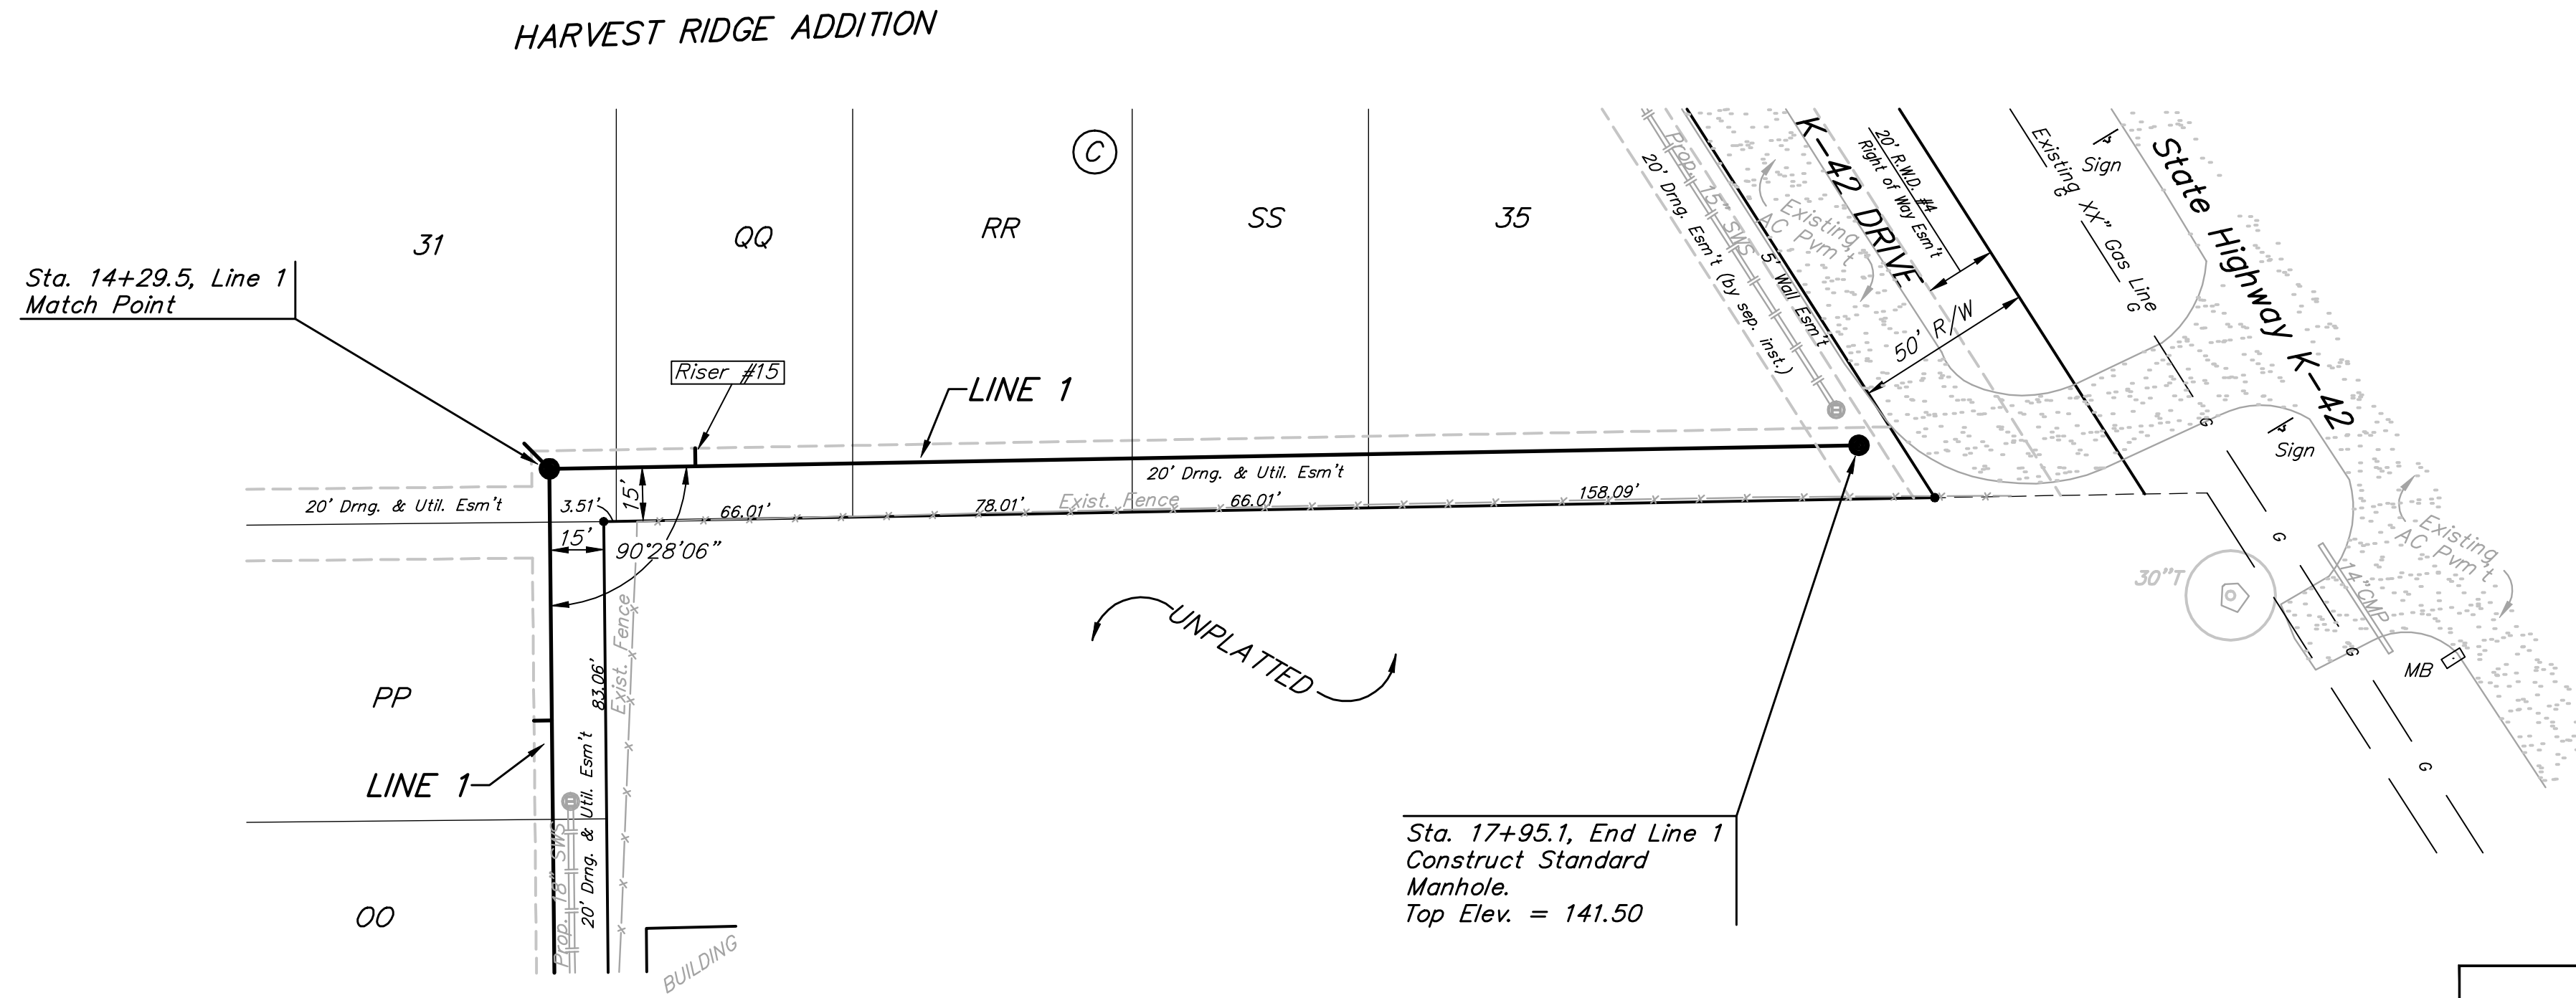 HARVEST RIDGE ADDITION
31
QQ
RR
C
SS
35
Sta. 14+29.5, Line 1
Match Point
Riser #15
LINE 1
Prop. 15" SWS
20' Drng. Esm't (by sep. inst.)
5' Wall Esm't
Existing
AC Pvm't
K-42 DRIVE
20' R.W.D. #4
Right of Way Esm't
50' R/W
Existing XX" Gas Line
G
G
Sign
State Highway K-42
G
Sign
20' Drng. & Util. Esm't
20' Drng. & Util. Esm't
3.51'
15'
66.01'
78.01'
Exist. Fence
66.01'
158.09'
15'
90°28'06"
Exist. Fence
83.06'
20' Drng. & Util. Esm't
UNPLATTED
PP
LINE 1
Prop. 18" SWS
OO
BUILDING
Sta. 17+95.1, End Line 1
Construct Standard
Manhole.
Top Elev. = 141.50
30"T
G
14"CMP
Existing
AC Pvm't
G
MB
G